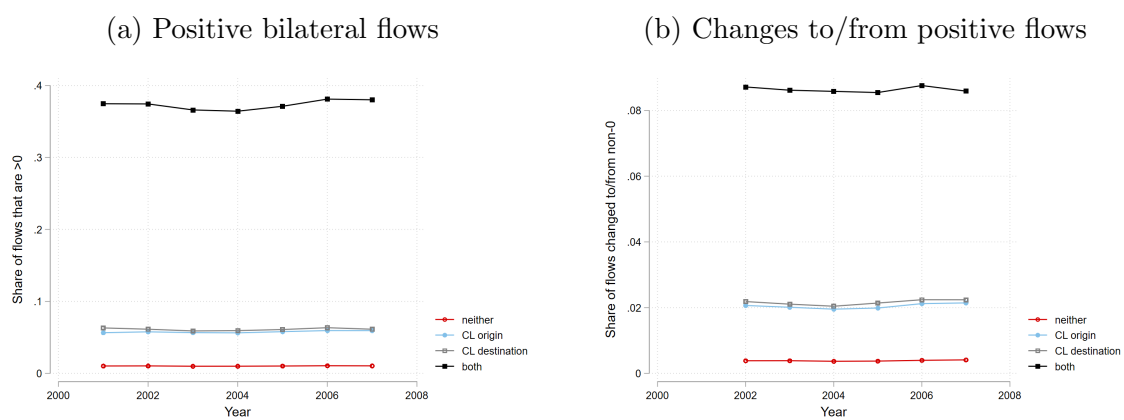 (a) Positive bilateral flows
Share of flows that are >0
.4
.3
.2
.1
0
2000 2002 2004 2006 2008
Year
neither
CL origin
CL destination
both
(b) Changes to/from positive flows
Share of flows changed to/from non-0
.08
.06
.04
.02
0
2000 2002 2004 2006 2008
Year
neither
CL origin
CL destination
both